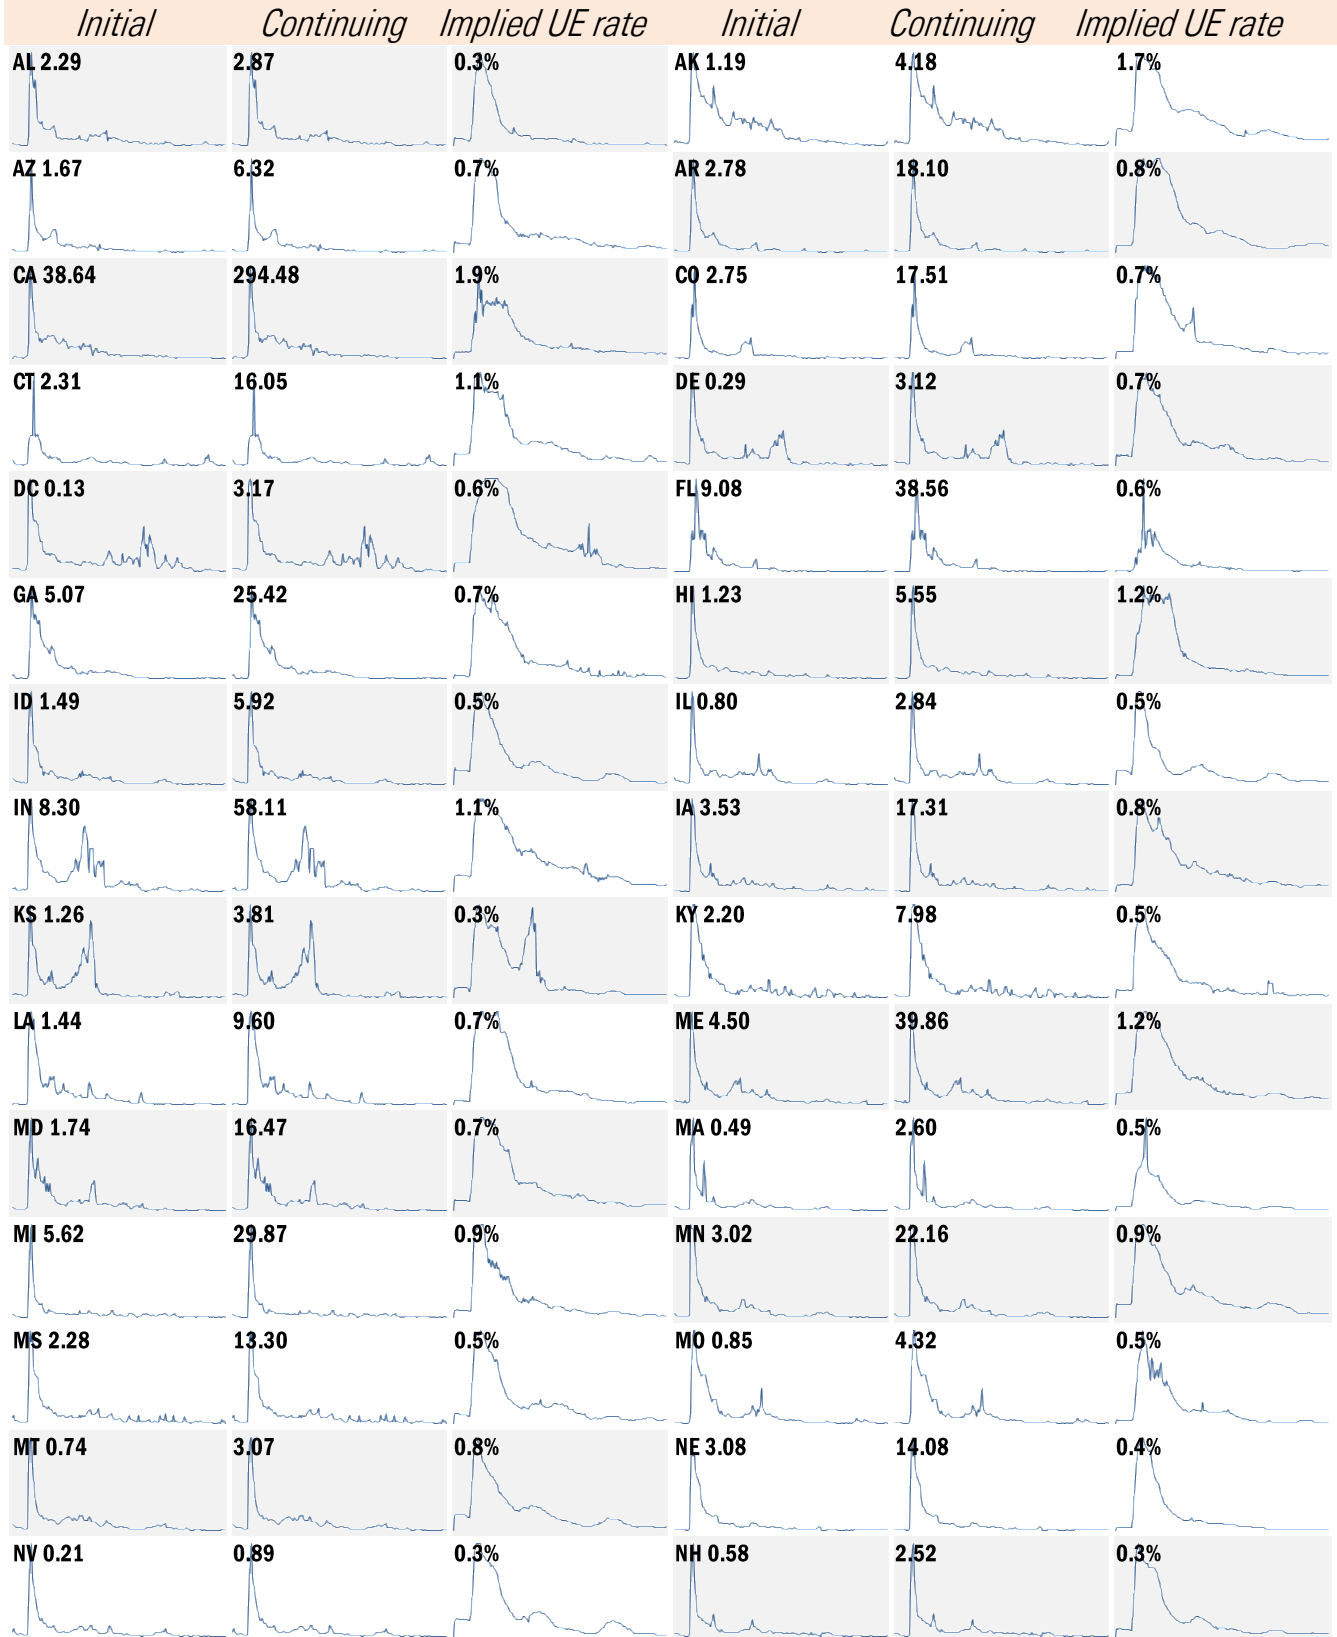 Initial Continuing Implied UE rate Initial Continuing Implied UE rate
AL 2.29 2.87 0.3% AK 1.19 4.18 1.7%
AZ 1.67 6.32 0.7% AR 2.78 18.10 0.8%
CA 38.64 294.48 1.9% CO 2.75 17.51 0.7%
CT 2.31 16.05 1.1% DE 0.29 3.12 0.7%
DC 0.13 3.17 0.6% FL 9.08 38.56 0.6%
GA 5.07 25.42 0.7% HI 1.23 5.55 1.2%
ID 1.49 5.92 0.5% IL 0.80 2.84 0.5%
IN 8.30 58.11 1.1% IA 3.53 17.31 0.8%
KS 1.26 3.81 0.3% KY 2.20 7.98 0.5%
LA 1.44 9.60 0.7% ME 4.50 39.86 1.2%
MD 1.74 16.47 0.7% MA 0.49 2.60 0.5%
MI 5.62 29.87 0.9% MN 3.02 22.16 0.9%
MS 2.28 13.30 0.5% MO 0.85 4.32 0.5%
MT 0.74 3.07 0.8% NE 3.08 14.08 0.4%
NV 0.21 0.89 0.3% NH 0.58 2.52 0.3%